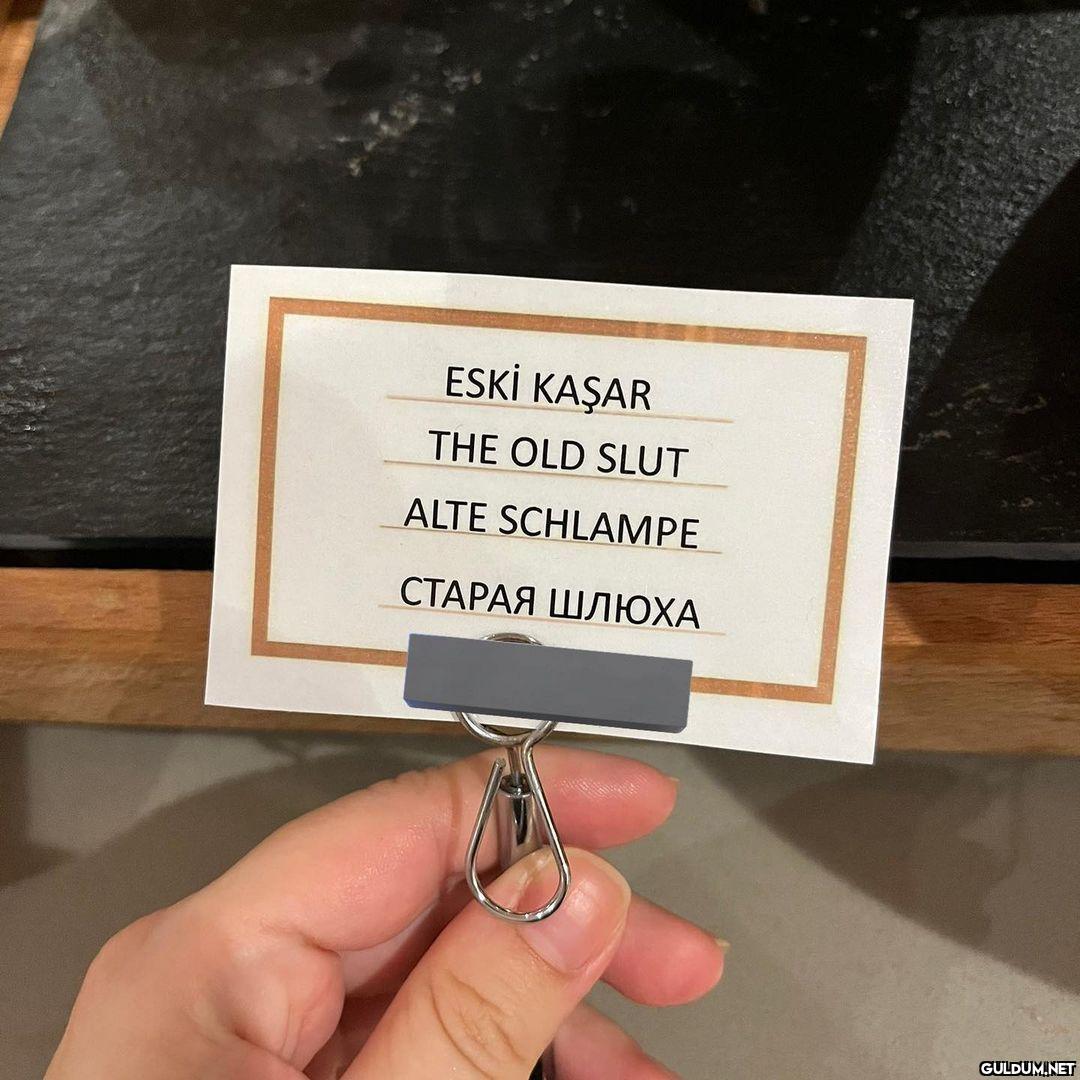 ESKİ KAŞAR
THE OLD SLUT
ALTE SCHLAMPE
СТАРАЯ ШЛЮХА
GULDUM.NET